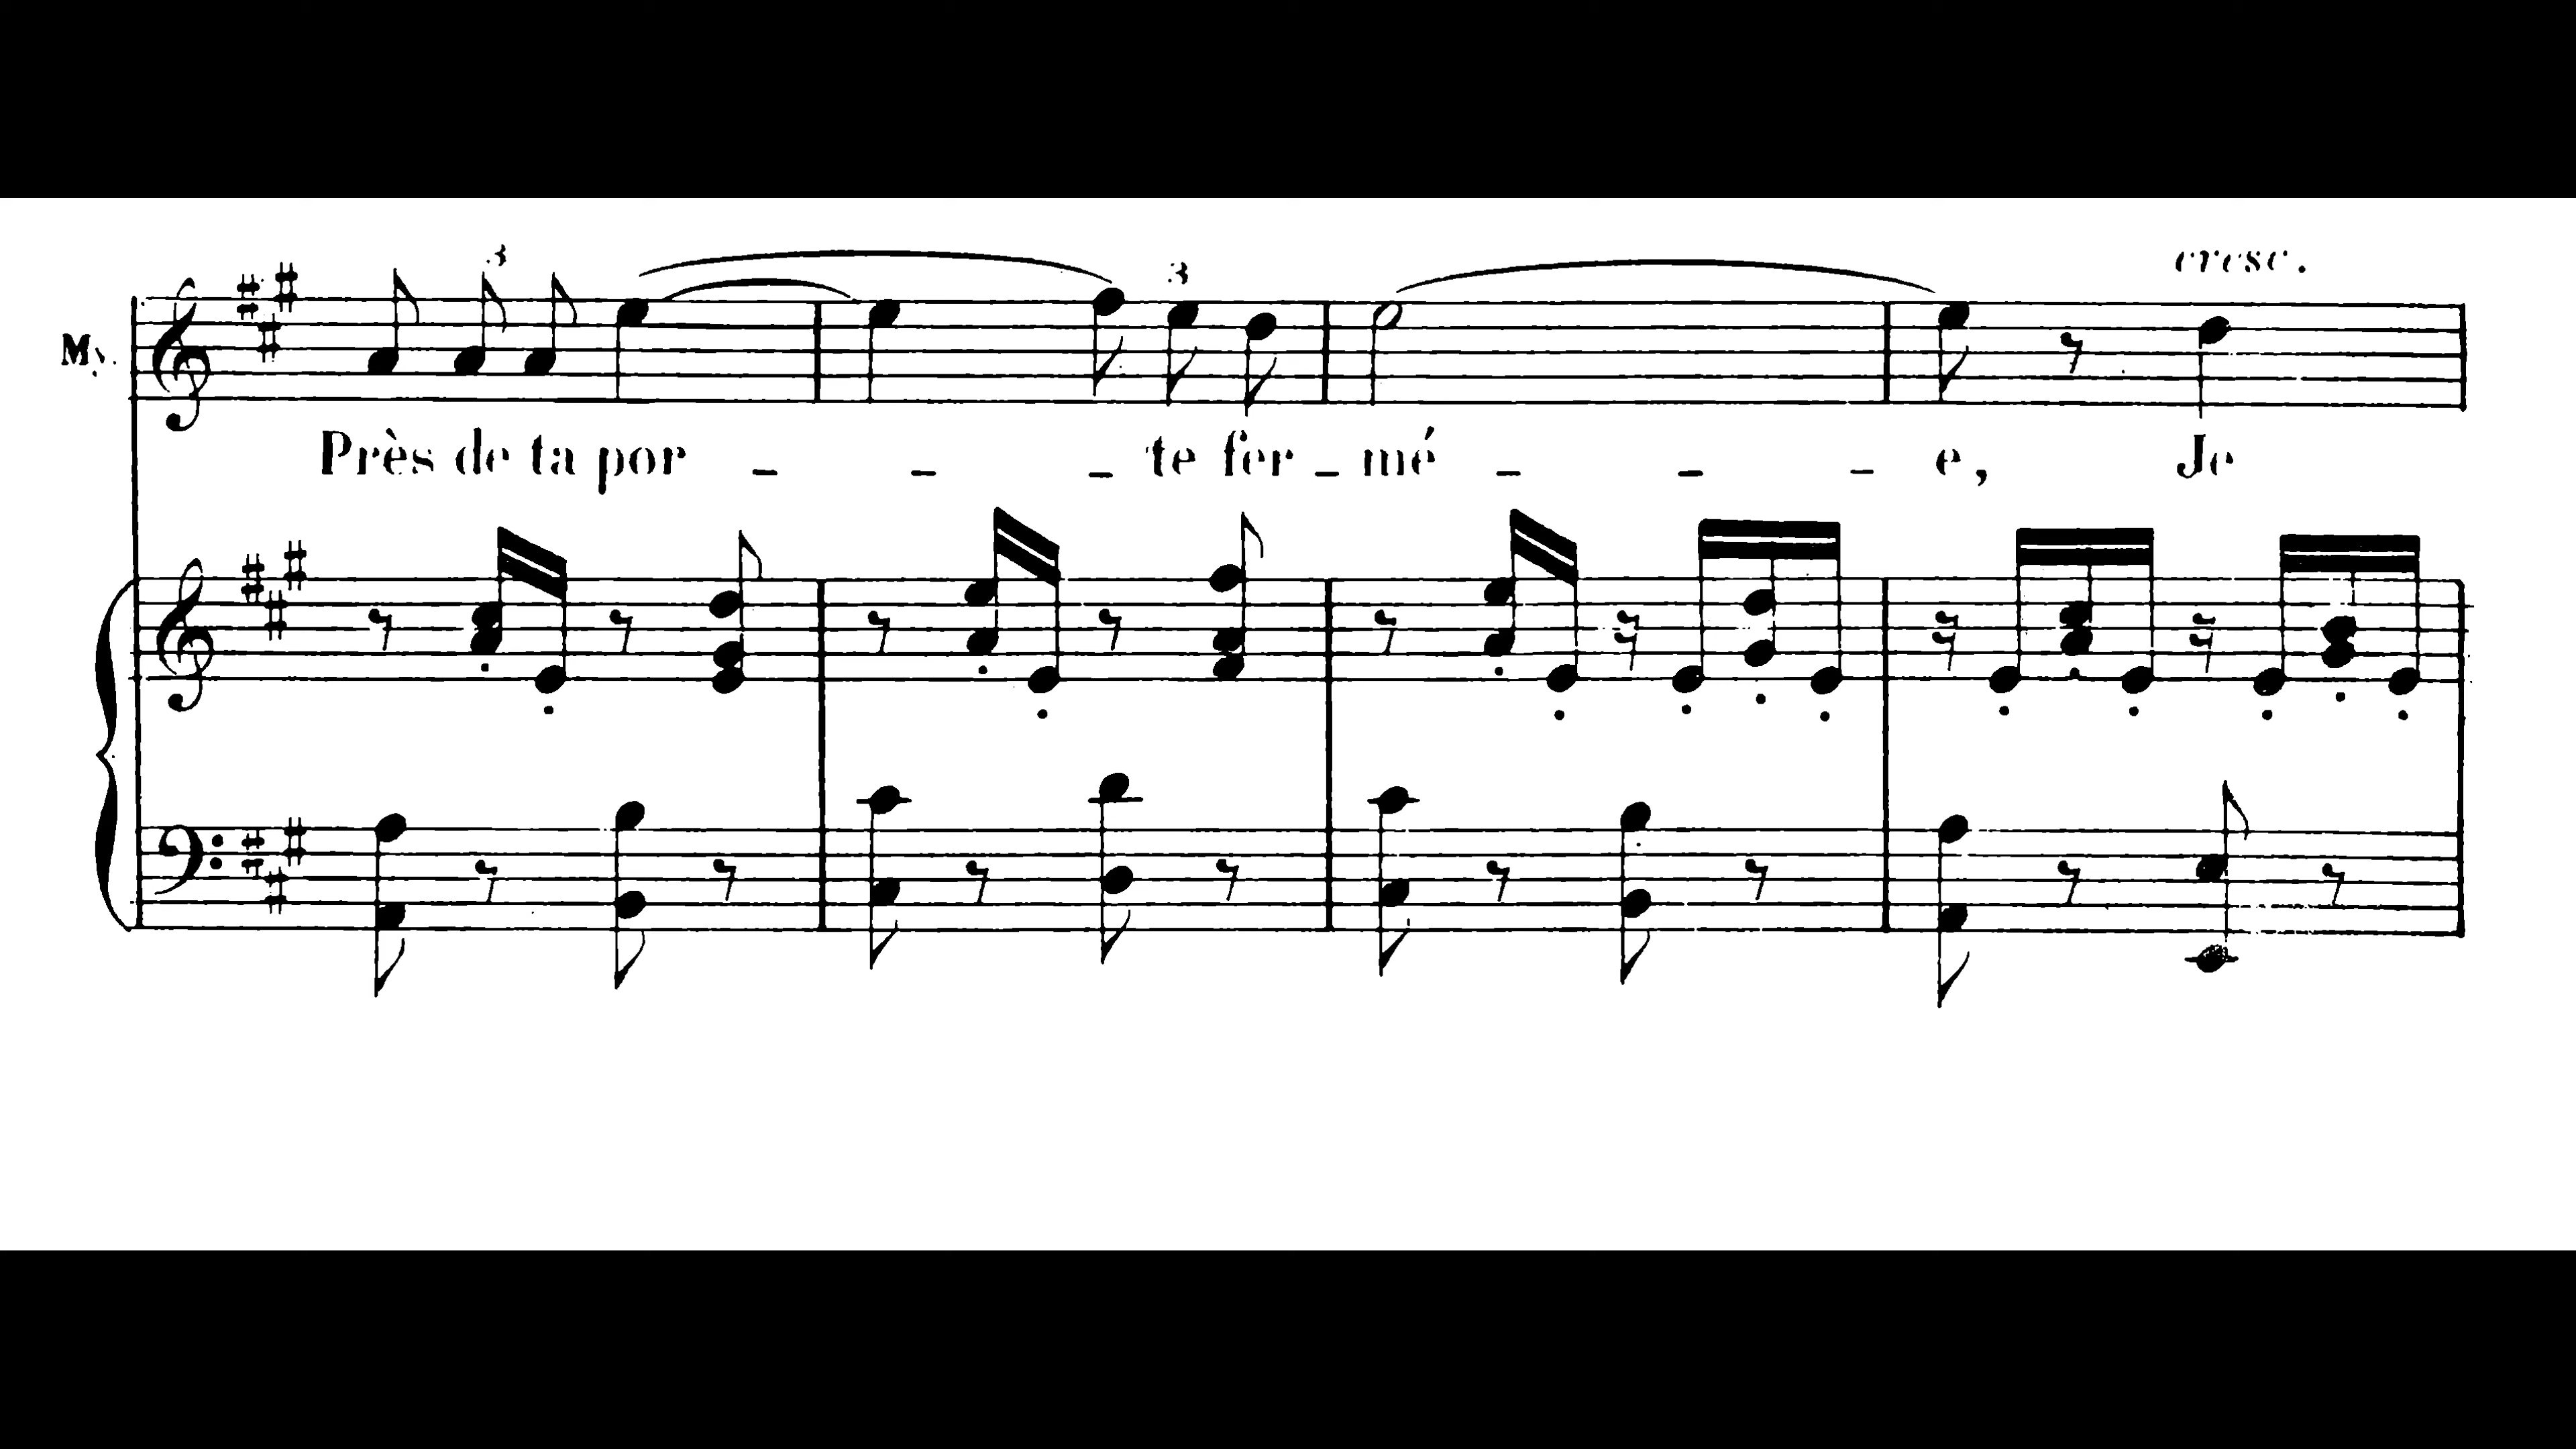 3 3 cresc.
My.
Près de ta por - - - te fer - mé - - - e, Je